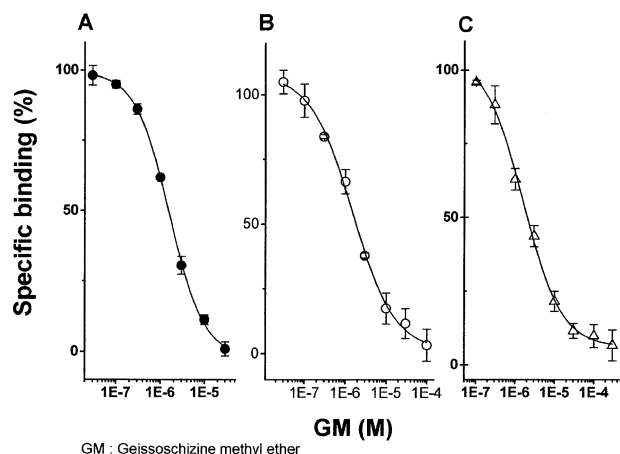 A
B
C
Specific binding (%)
100
50
0
100
50
0
100
50
0
1E-7 1E-6 1E-5
1E-7 1E-6 1E-5 1E-4
1E-7 1E-6 1E-5 1E-4
GM (M)
GM : Geissoschizine methyl ether